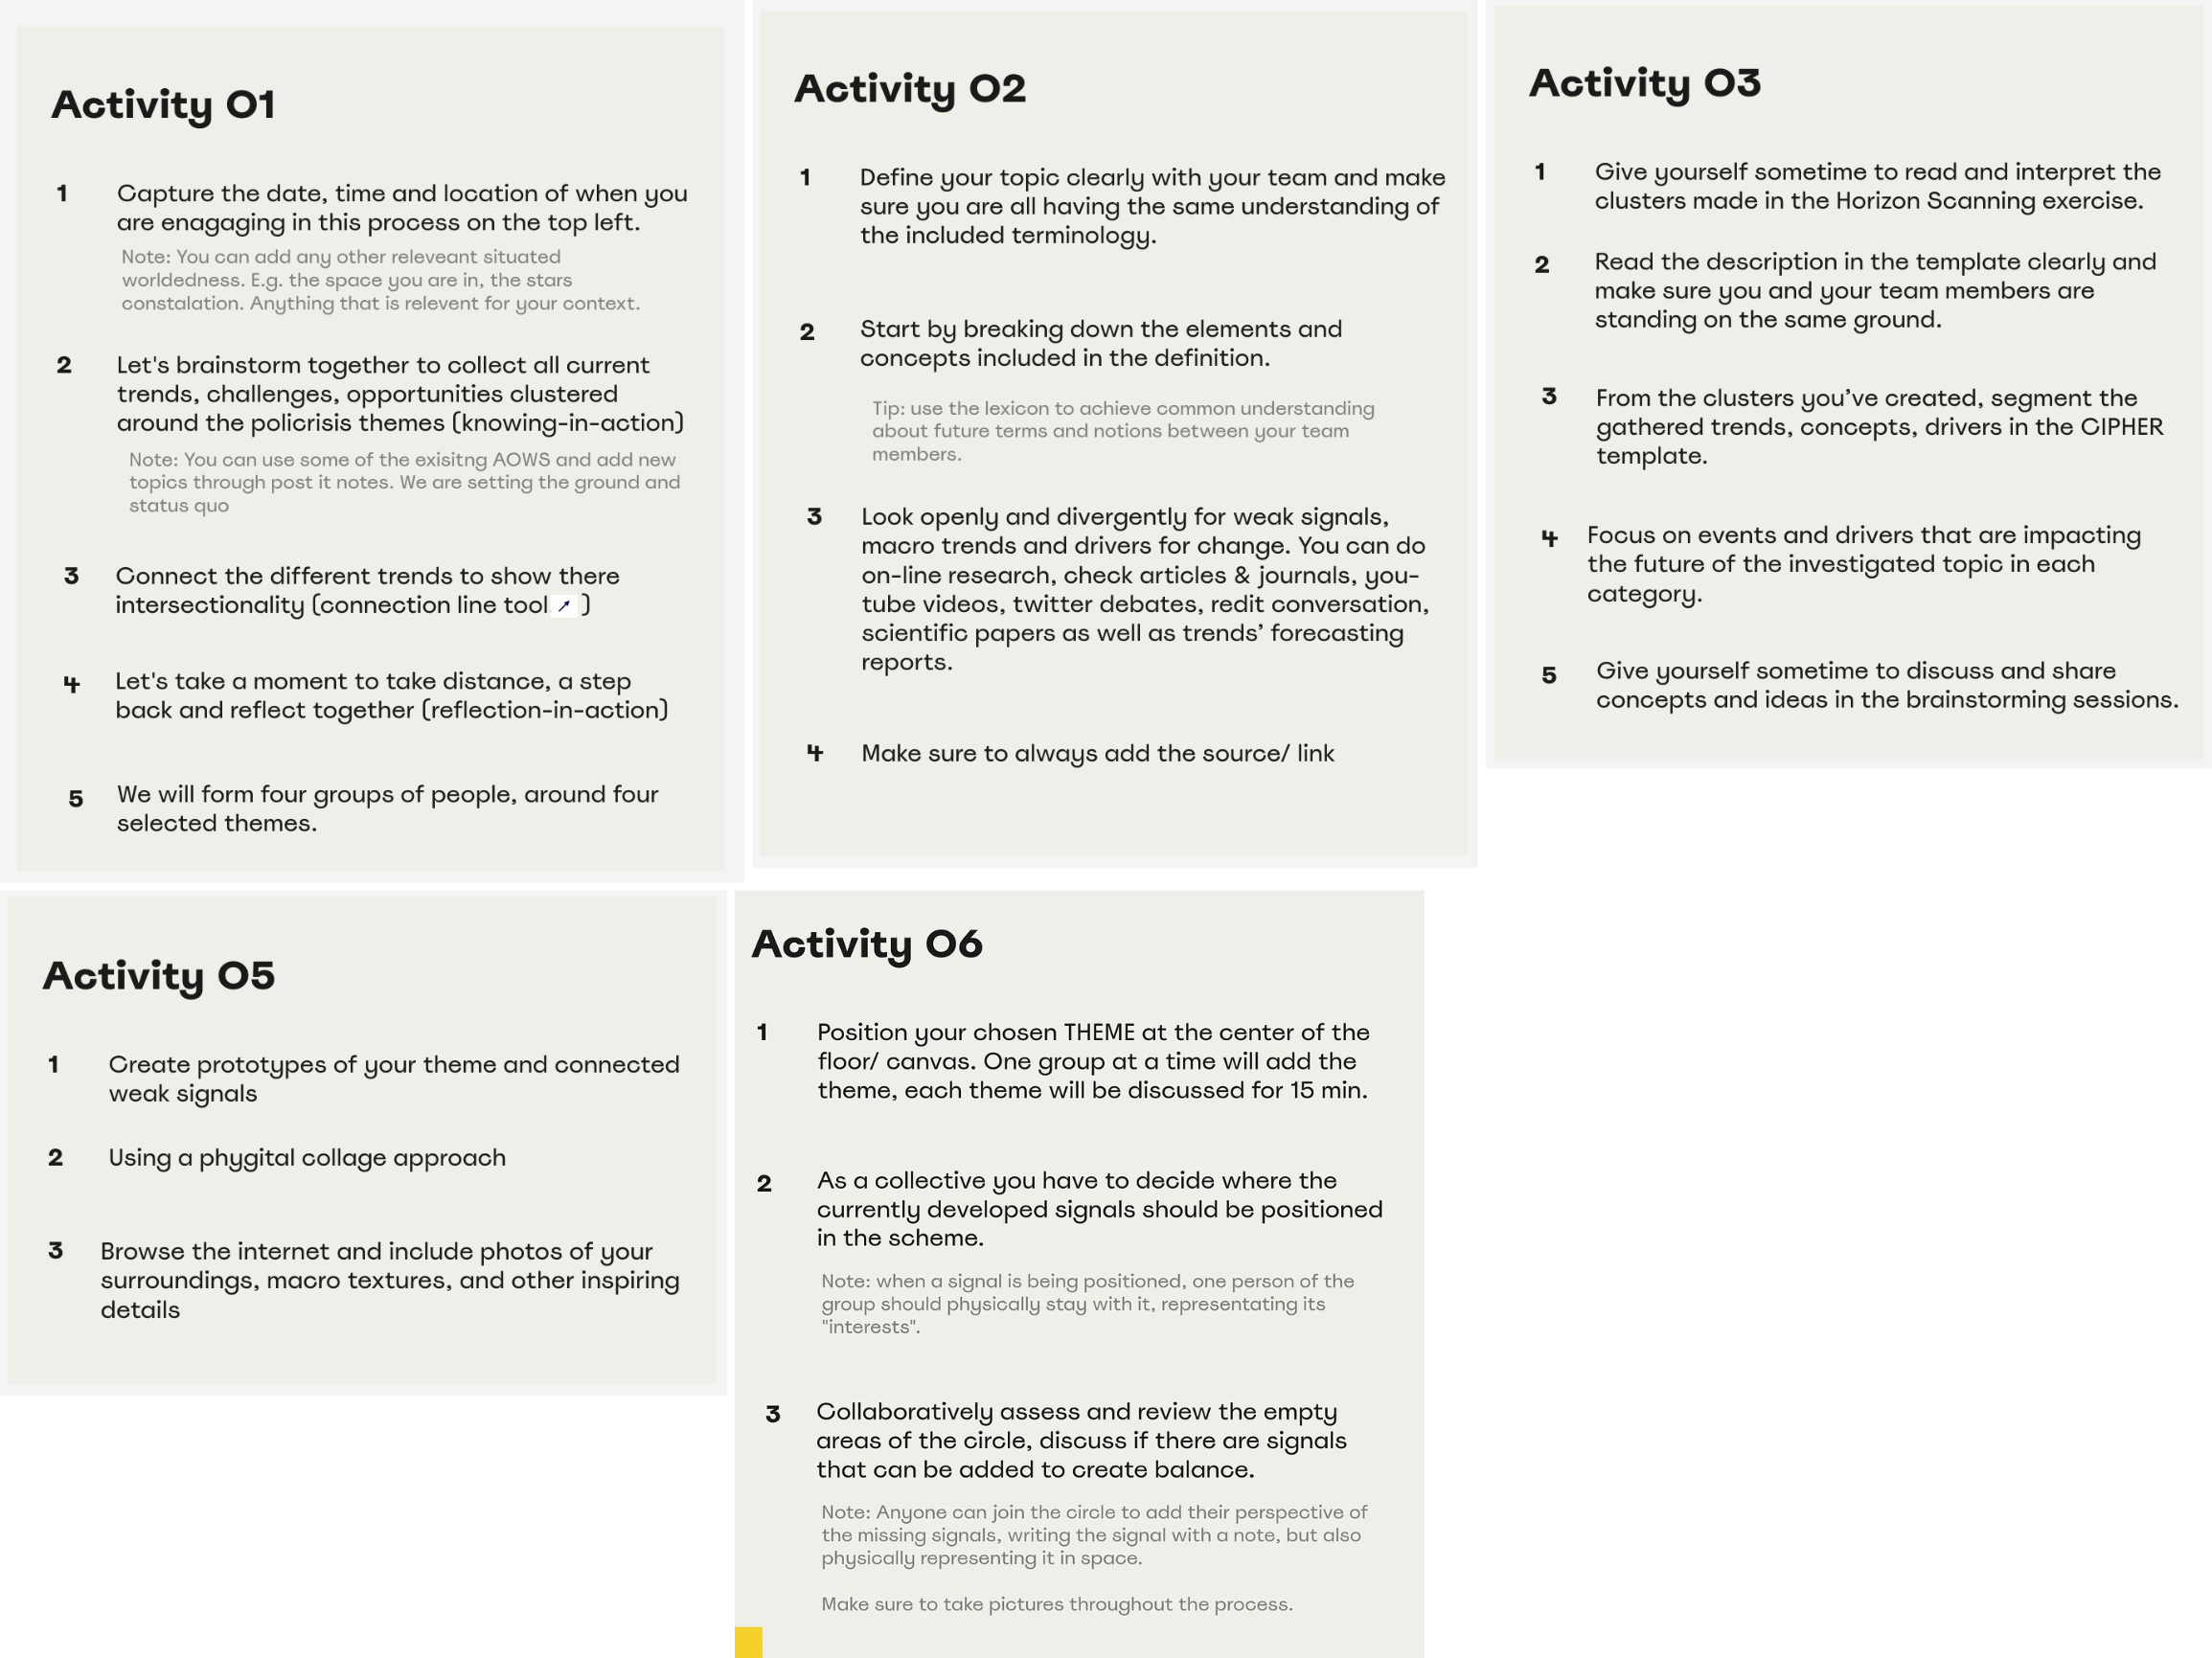 Activity 01
1 Capture the date, time and location of when you
are enagaging in this process on the top left.
Note: You can add any other releveant situated
worldedness. E.g. the space you are in, the stars
constalation. Anything that is relevent for your context.
2 Let's brainstorm together to collect all current
trends, challenges, opportunities clustered
around the policrisis themes (knowing-in-action)
Note: You can use some of the exisitng AOWS and add new
topics through post it notes. We are setting the ground and
status quo
3 Connect the different trends to show there
intersectionality (connection line tool )
4 Let's take a moment to take distance, a step
back and reflect together (reflection-in-action)
5 We will form four groups of people, around four
selected themes.
Activity 02
1 Define your topic clearly with your team and make
sure you are all having the same understanding of
the included terminology.
2 Start by breaking down the elements and
concepts included in the definition.
Tip: use the lexicon to achieve common understanding
about future terms and notions between your team
members.
3 Look openly and divergently for weak signals,
macro trends and drivers for change. You can do
on-line research, check articles & journals, you-
tube videos, twitter debates, redit conversation,
scientific papers as well as trends’ forecasting
reports.
4 Make sure to always add the source/ link
Activity 03
1 Give yourself sometime to read and interpret the
clusters made in the Horizon Scanning exercise.
2 Read the description in the template clearly and
make sure you and your team members are
standing on the same ground.
3 From the clusters you’ve created, segment the
gathered trends, concepts, drivers in the CIPHER
template.
4 Focus on events and drivers that are impacting
the future of the investigated topic in each
category.
5 Give yourself sometime to discuss and share
concepts and ideas in the brainstorming sessions.
Activity 05
1 Create prototypes of your theme and connected
weak signals
2 Using a phygital collage approach
3 Browse the internet and include photos of your
surroundings, macro textures, and other inspiring
details
Activity 06
1 Position your chosen THEME at the center of the
floor/ canvas. One group at a time will add the
theme, each theme will be discussed for 15 min.
2 As a collective you have to decide where the
currently developed signals should be positioned
in the scheme.
Note: when a signal is being positioned, one person of the
group should physically stay with it, representating its
"interests".
3 Collaboratively assess and review the empty
areas of the circle, discuss if there are signals
that can be added to create balance.
Note: Anyone can join the circle to add their perspective of
the missing signals, writing the signal with a note, but also
physically representing it in space.
Make sure to take pictures throughout the process.